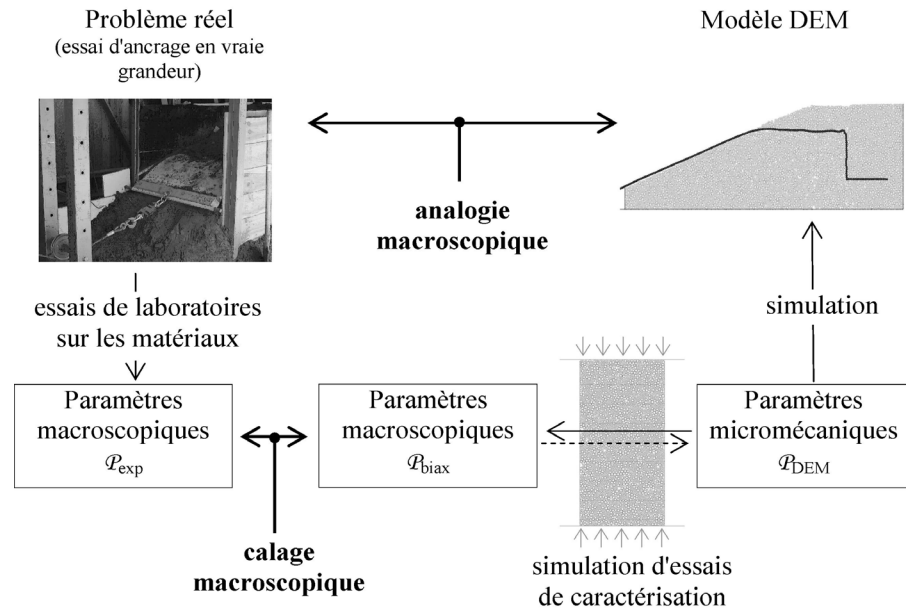 Problème réel
(essai d'ancrage en vraie
grandeur)
Modèle DEM
analogie
macroscopique
essais de laboratoires
sur les matériaux
simulation
Paramètres
macroscopiques
𝒫exp
Paramètres
macroscopiques
𝒫biax
Paramètres
micromécaniques
𝒫DEM
calage
macroscopique
simulation d'essais
de caractérisation